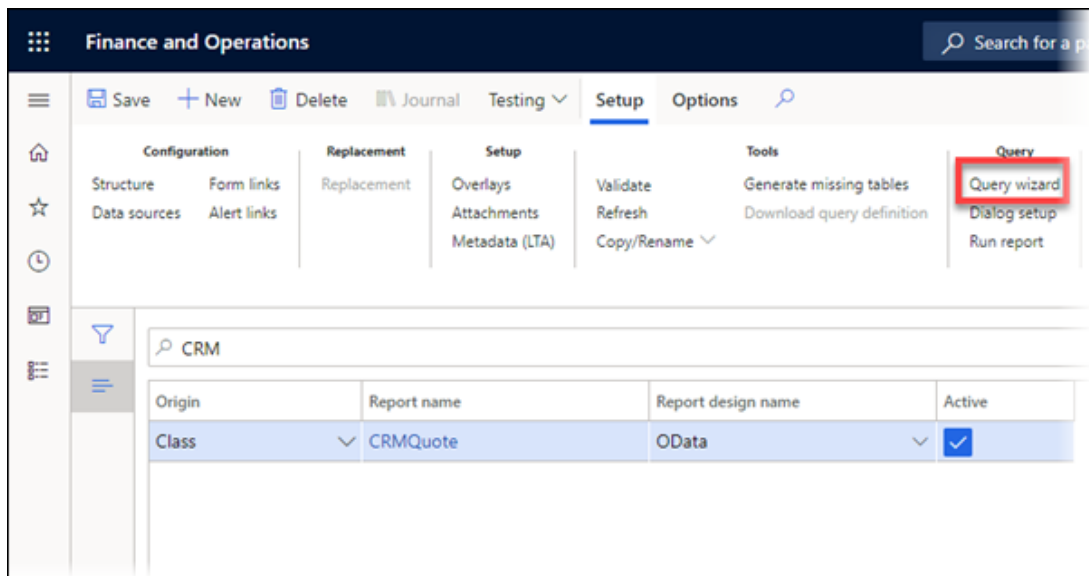 Finance and Operations
Search for a p
Save New Delete Journal Testing Setup Options
Configuration Replacement Setup Tools Query
Structure Form links Replacement Overlays Validate Generate missing tables Query wizard
Data sources Alert links Attachments Refresh Download query definition Dialog setup
Metadata (LTA) Copy/Rename Run report
CRM
Origin Report name Report design name Active
Class CRMQuote OData